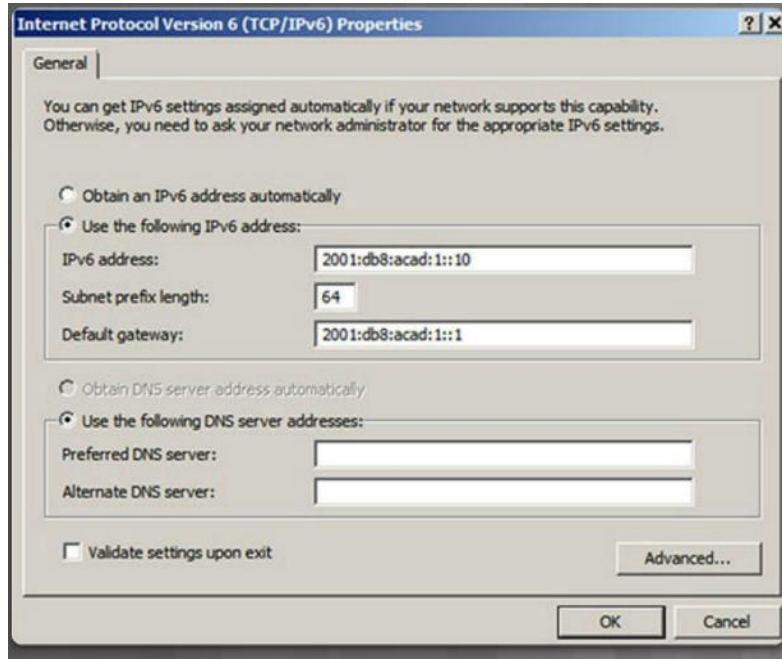 Internet Protocol Version 6 (TCP/IPv6) Properties
General
You can get IPv6 settings assigned automatically if your network supports this capability.
Otherwise, you need to ask your network administrator for the appropriate IPv6 settings.
Obtain an IPv6 address automatically
Use the following IPv6 address:
IPv6 address: 2001:db8:acad:1::10
Subnet prefix length: 64
Default gateway: 2001:db8:acad:1::1
Obtain DNS server address automatically
Use the following DNS server addresses:
Preferred DNS server:
Alternate DNS server:
Validate settings upon exit
Advanced...
OK Cancel